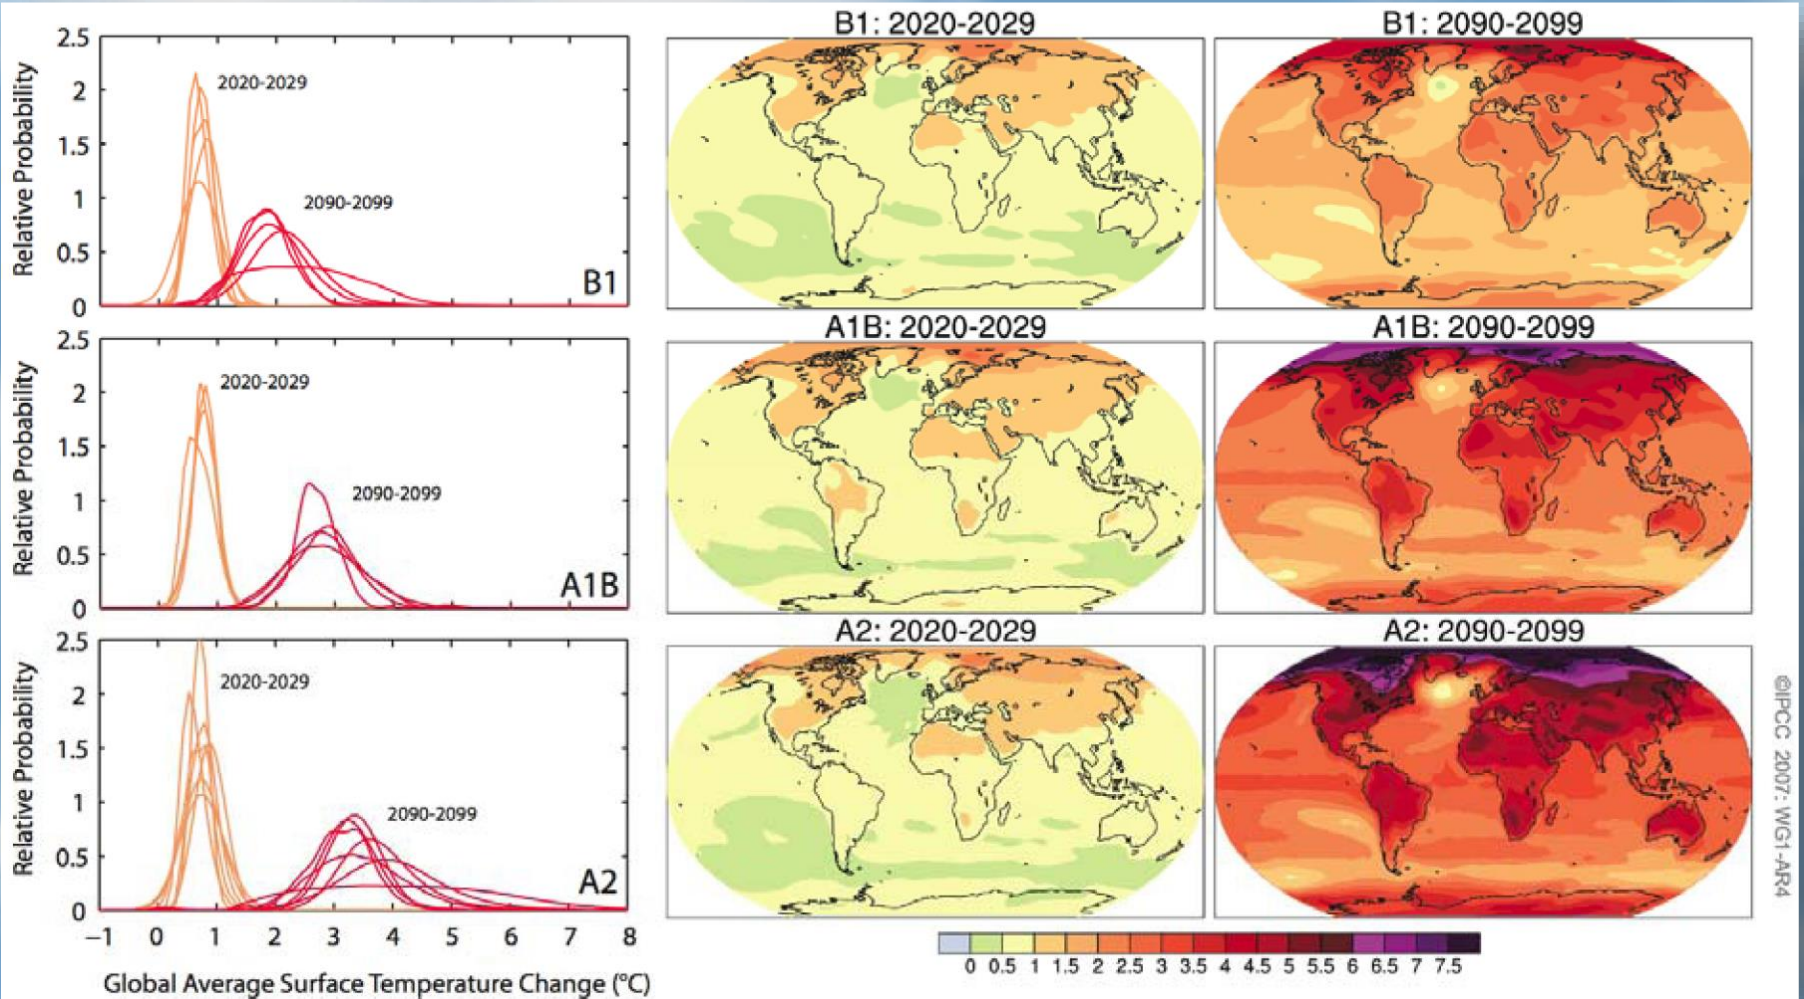 B1: 2020-2029
B1: 2090-2099
2.5
2
1.5
1
0.5
0
Relative Probability
2020-2029
2090-2099
B1
A1B: 2020-2029
A1B: 2090-2099
2.5
2
1.5
1
0.5
0
Relative Probability
2020-2029
2090-2099
A1B
A2: 2020-2029
A2: 2090-2099
2.5
2
1.5
1
0.5
0
Relative Probability
2020-2029
2090-2099
A2
−1 0 1 2 3 4 5 6 7 8
Global Average Surface Temperature Change (°C)
0 0.5 1 1.5 2 2.5 3 3.5 4 4.5 5 5.5 6 6.5 7 7.5
©IPCC 2007: WG1-AR4